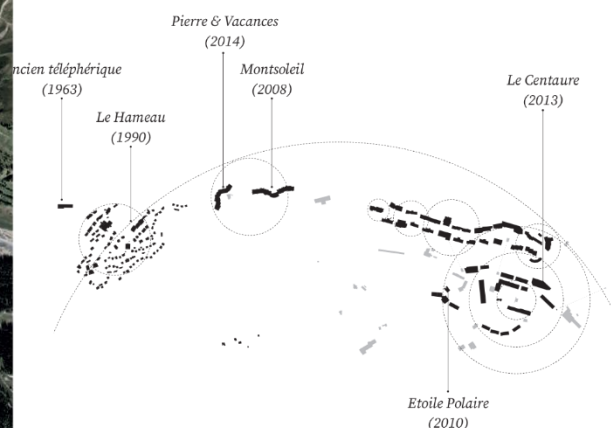 Pierre & Vacances
(2014)
ncien téléphérique
(1963)
Montsoleil
(2008)
Le Centaure
(2013)
Le Hameau
(1990)
Etoile Polaire
(2010)